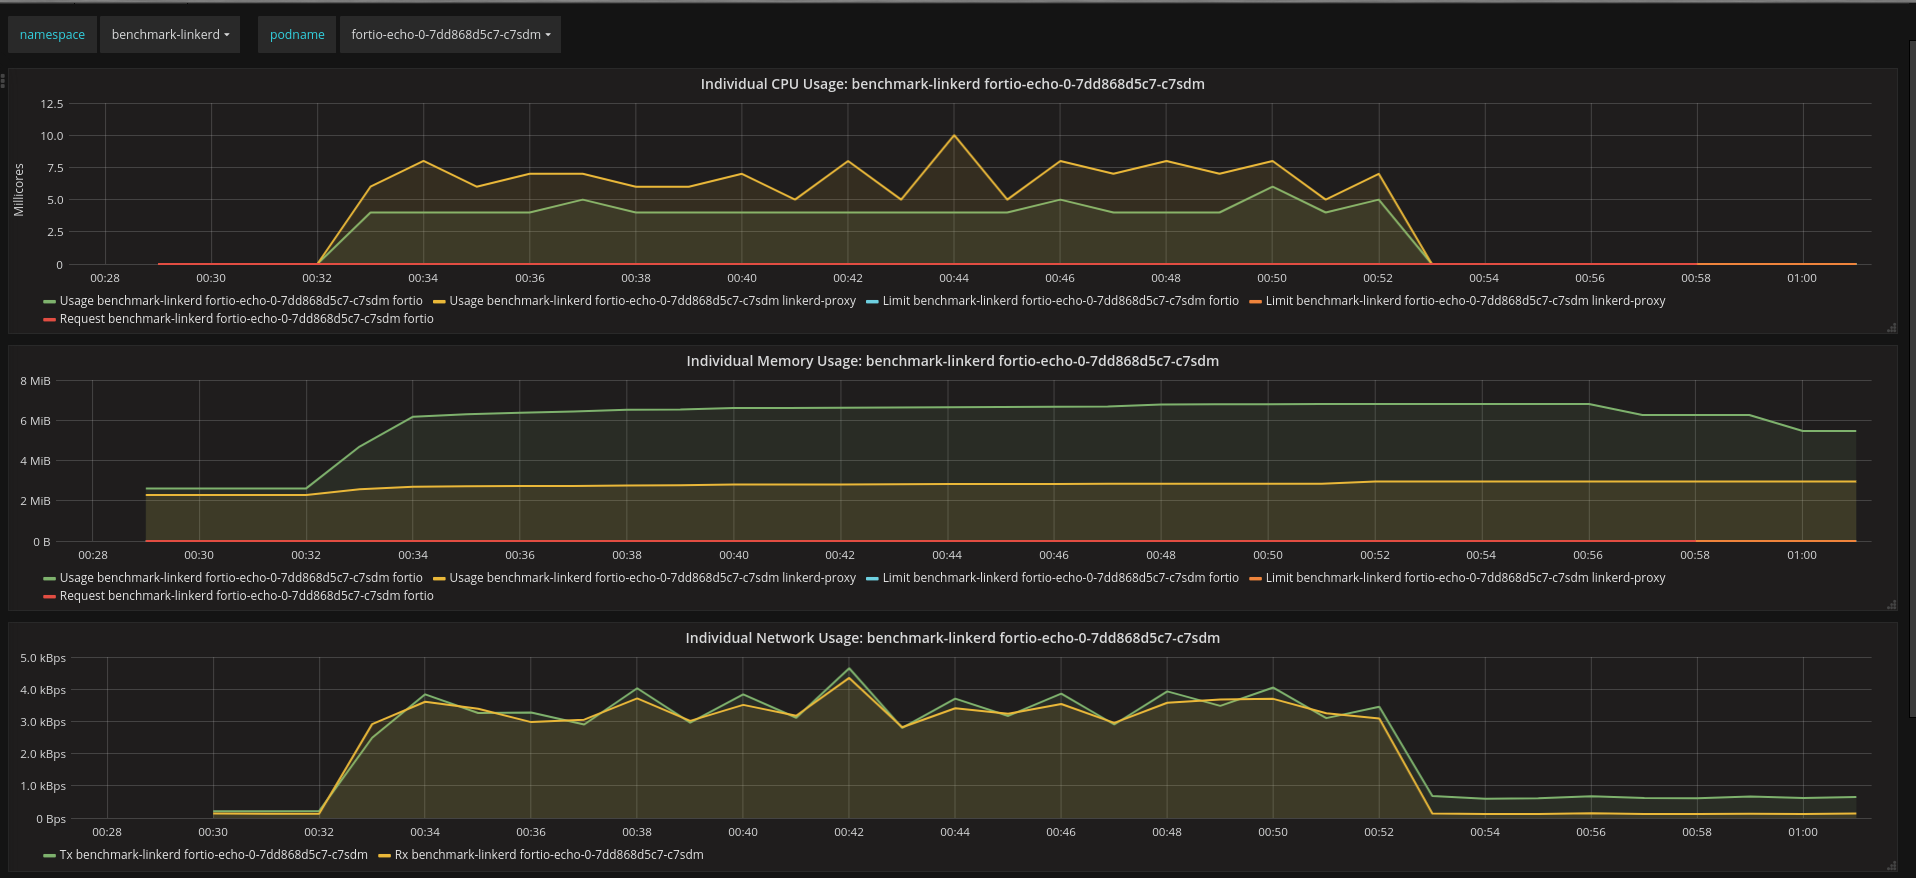 namespace benchmark-linkerd podname fortio-echo-0-7dd868d5c7-c7sdm
Individual CPU Usage: benchmark-linkerd fortio-echo-0-7dd868d5c7-c7sdm
12.5
10.0
7.5
5.0
2.5
0
Millicores
00:28 00:30 00:32 00:34 00:36 00:38 00:40 00:42 00:44 00:46 00:48 00:50 00:52 00:54 00:56 00:58 01:00
Usage benchmark-linkerd fortio-echo-0-7dd868d5c7-c7sdm fortio Usage benchmark-linkerd fortio-echo-0-7dd868d5c7-c7sdm linkerd-proxy Limit benchmark-linkerd fortio-echo-0-7dd868d5c7-c7sdm fortio Limit benchmark-linkerd fortio-echo-0-7dd868d5c7-c7sdm linkerd-proxy
Request benchmark-linkerd fortio-echo-0-7dd868d5c7-c7sdm fortio
Individual Memory Usage: benchmark-linkerd fortio-echo-0-7dd868d5c7-c7sdm
8 MiB
6 MiB
4 MiB
2 MiB
0 B
00:28 00:30 00:32 00:34 00:36 00:38 00:40 00:42 00:44 00:46 00:48 00:50 00:52 00:54 00:56 00:58 01:00
Usage benchmark-linkerd fortio-echo-0-7dd868d5c7-c7sdm fortio Usage benchmark-linkerd fortio-echo-0-7dd868d5c7-c7sdm linkerd-proxy Limit benchmark-linkerd fortio-echo-0-7dd868d5c7-c7sdm fortio Limit benchmark-linkerd fortio-echo-0-7dd868d5c7-c7sdm linkerd-proxy
Request benchmark-linkerd fortio-echo-0-7dd868d5c7-c7sdm fortio
Individual Network Usage: benchmark-linkerd fortio-echo-0-7dd868d5c7-c7sdm
5.0 kBps
4.0 kBps
3.0 kBps
2.0 kBps
1.0 kBps
0 Bps
00:28 00:30 00:32 00:34 00:36 00:38 00:40 00:42 00:44 00:46 00:48 00:50 00:52 00:54 00:56 00:58 01:00
Tx benchmark-linkerd fortio-echo-0-7dd868d5c7-c7sdm Rx benchmark-linkerd fortio-echo-0-7dd868d5c7-c7sdm